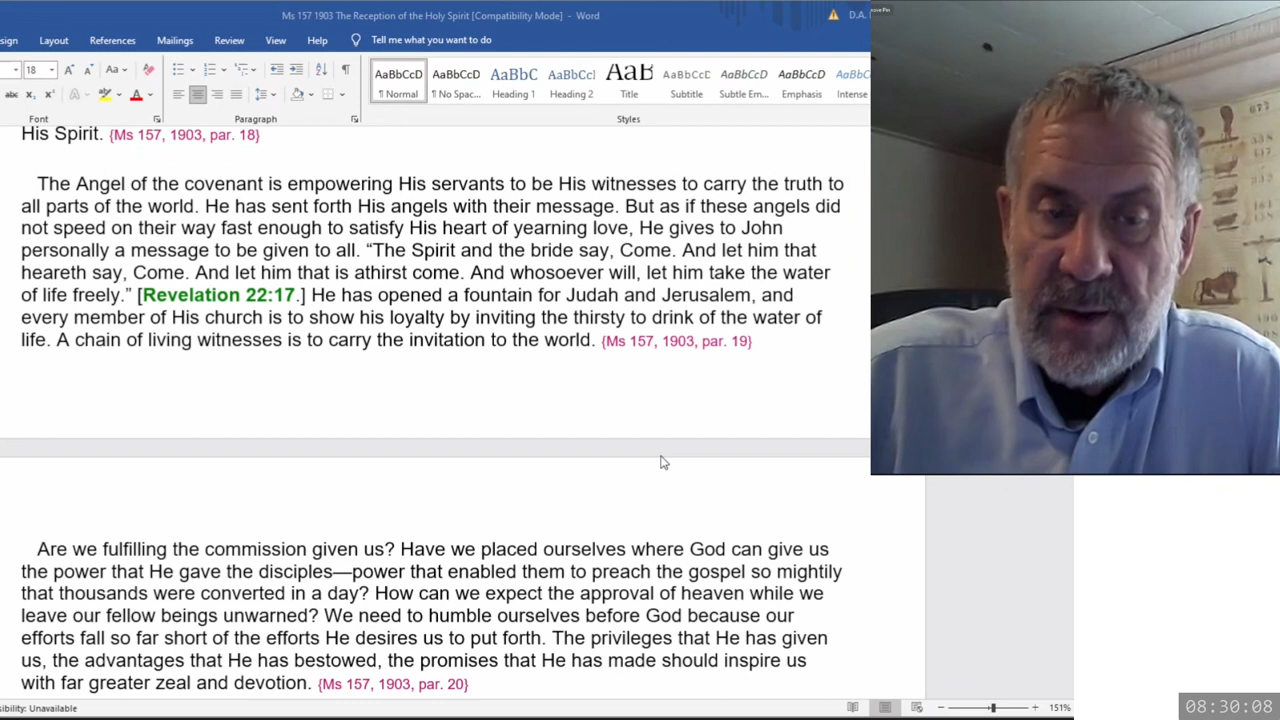 Ms 157 1903 The Reception of the Holy Spirit [Compatibility Mode] - Word
D.A.
sign Layout References Mailings Review View Help Tell me what you want to do
18 Aa
AaBbCcD AaBbCcD AaBbC AaBbCcl AaB AaBbCcD AaBbCcD AaBbCcD AaBbC
¶ Normal ¶ No Spac... Heading 1 Heading 2 Title Subtitle Subtle Em... Emphasis Intense
Font Paragraph Styles
His Spirit. {Ms 157, 1903, par. 18}
The Angel of the covenant is empowering His servants to be His witnesses to carry the truth to
all parts of the world. He has sent forth His angels with their message. But as if these angels did
not speed on their way fast enough to satisfy His heart of yearning love, He gives to John
personally a message to be given to all. “The Spirit and the bride say, Come. And let him that
heareth say, Come. And let him that is athirst come. And whosoever will, let him take the water
of life freely.” [Revelation 22:17.] He has opened a fountain for Judah and Jerusalem, and
every member of His church is to show his loyalty by inviting the thirsty to drink of the water of
life. A chain of living witnesses is to carry the invitation to the world. {Ms 157, 1903, par. 19}
Are we fulfilling the commission given us? Have we placed ourselves where God can give us
the power that He gave the disciples—power that enabled them to preach the gospel so mightily
that thousands were converted in a day? How can we expect the approval of heaven while we
leave our fellow beings unwarned? We need to humble ourselves before God because our
efforts fall so far short of the efforts He desires us to put forth. The privileges that He has given
us, the advantages that He has bestowed, the promises that He has made should inspire us
with far greater zeal and devotion. {Ms 157, 1903, par. 20}
sibility: Unavailable
151%
08:30:08